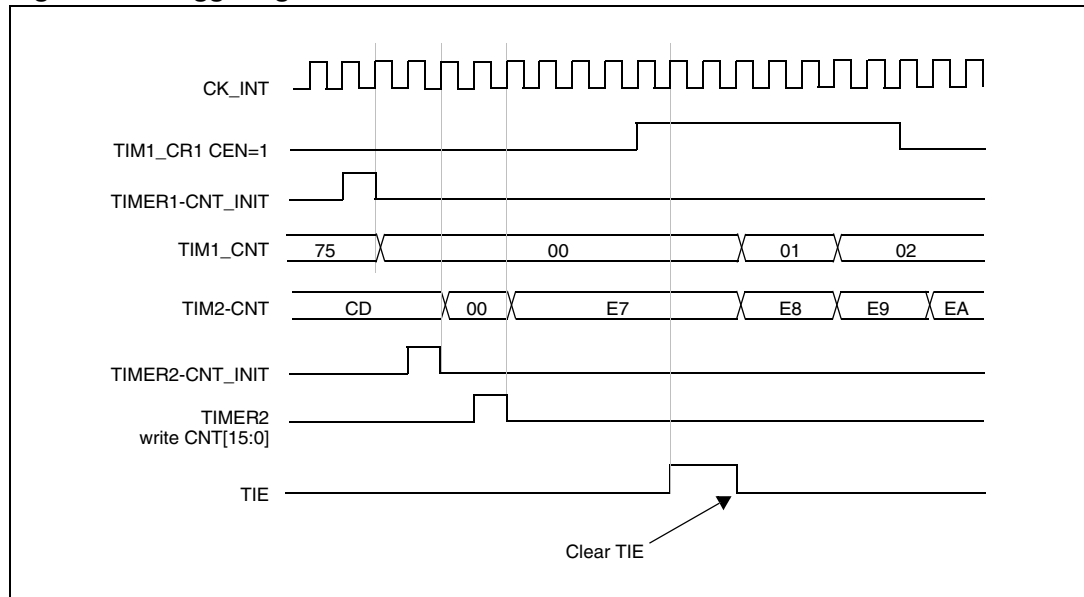 CK_INT
TIM1_CR1 CEN=1
TIMER1-CNT_INIT
TIM1_CNT 75 00 01 02
TIM2-CNT CD 00 E7 E8 E9 EA
TIMER2-CNT_INIT
TIMER2
write CNT[15:0]
TIE
Clear TIE